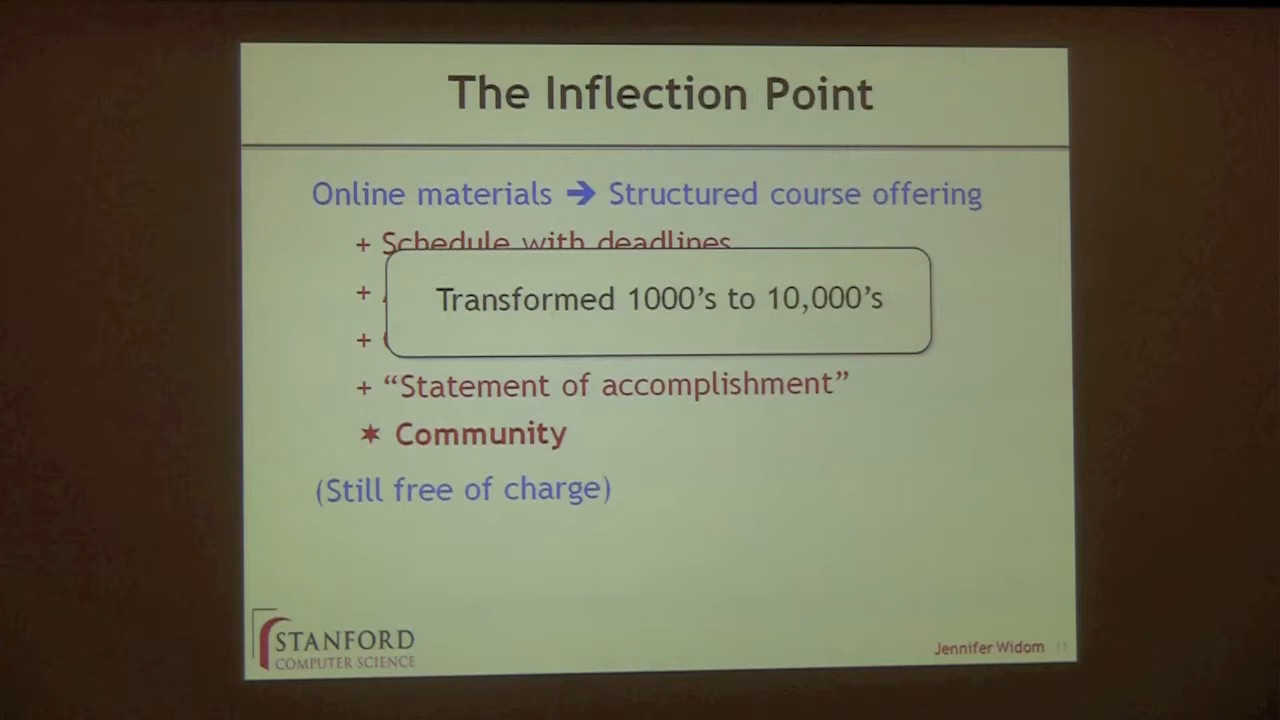 The Inflection Point
Online materials ➔ Structured course offering
+ Schedule with deadlines
Transformed 1000's to 10,000's
+
+
+ “Statement of accomplishment”
✶ Community
(Still free of charge)
STANFORD
COMPUTER SCIENCE
Jennifer Widom 11